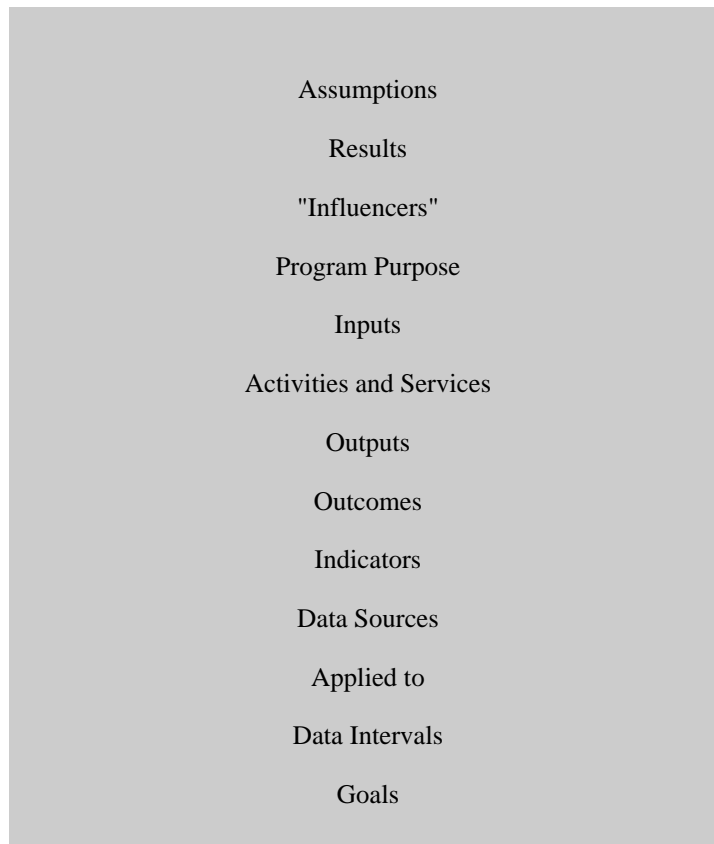 Assumptions
Results
"Influencers"
Program Purpose
Inputs
Activities and Services
Outputs
Outcomes
Indicators
Data Sources
Applied to
Data Intervals
Goals